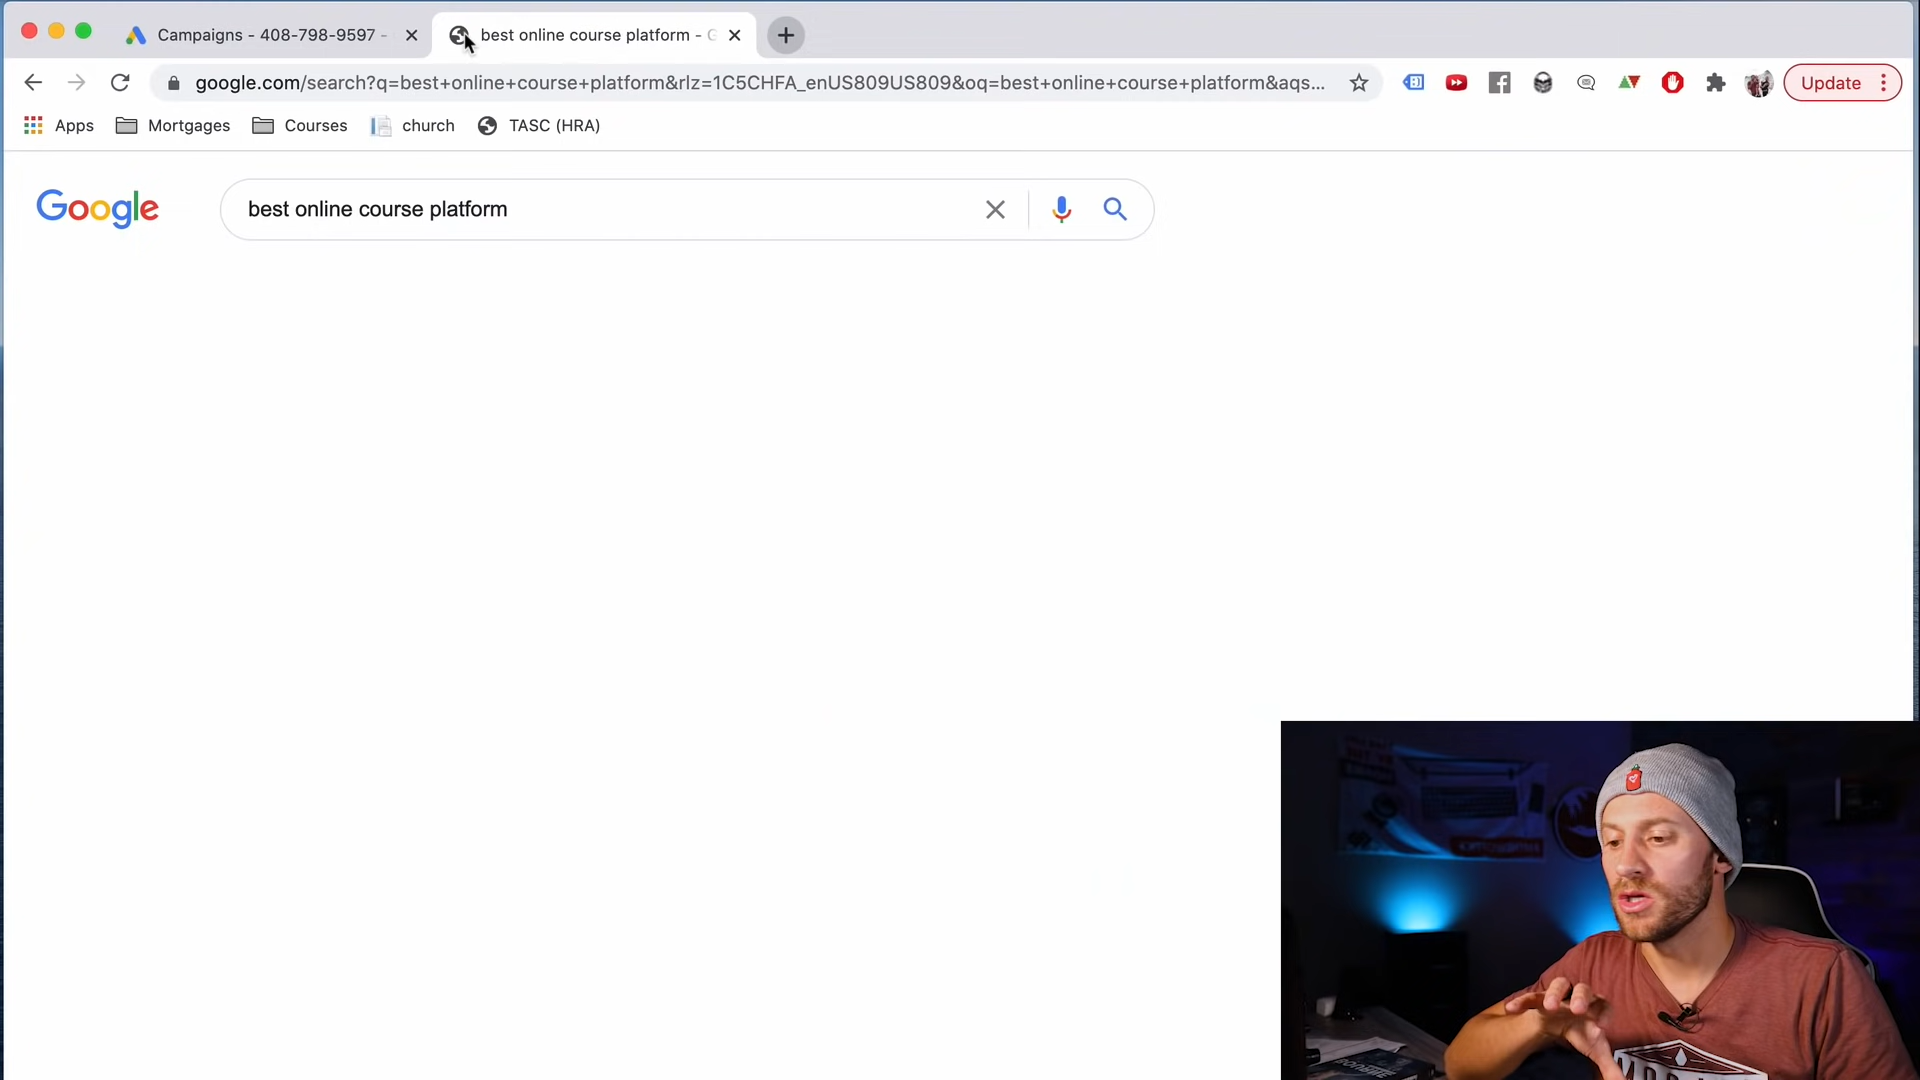 Campaigns - 408-798-9597 -
best online course platform - G
google.com/search?q=best+online+course+platform&rlz=1C5CHFA_enUS809US809&oq=best+online+course+platform&aqs...
Update
Apps
Mortgages
Courses
church
TASC (HRA)
Google
best online course platform